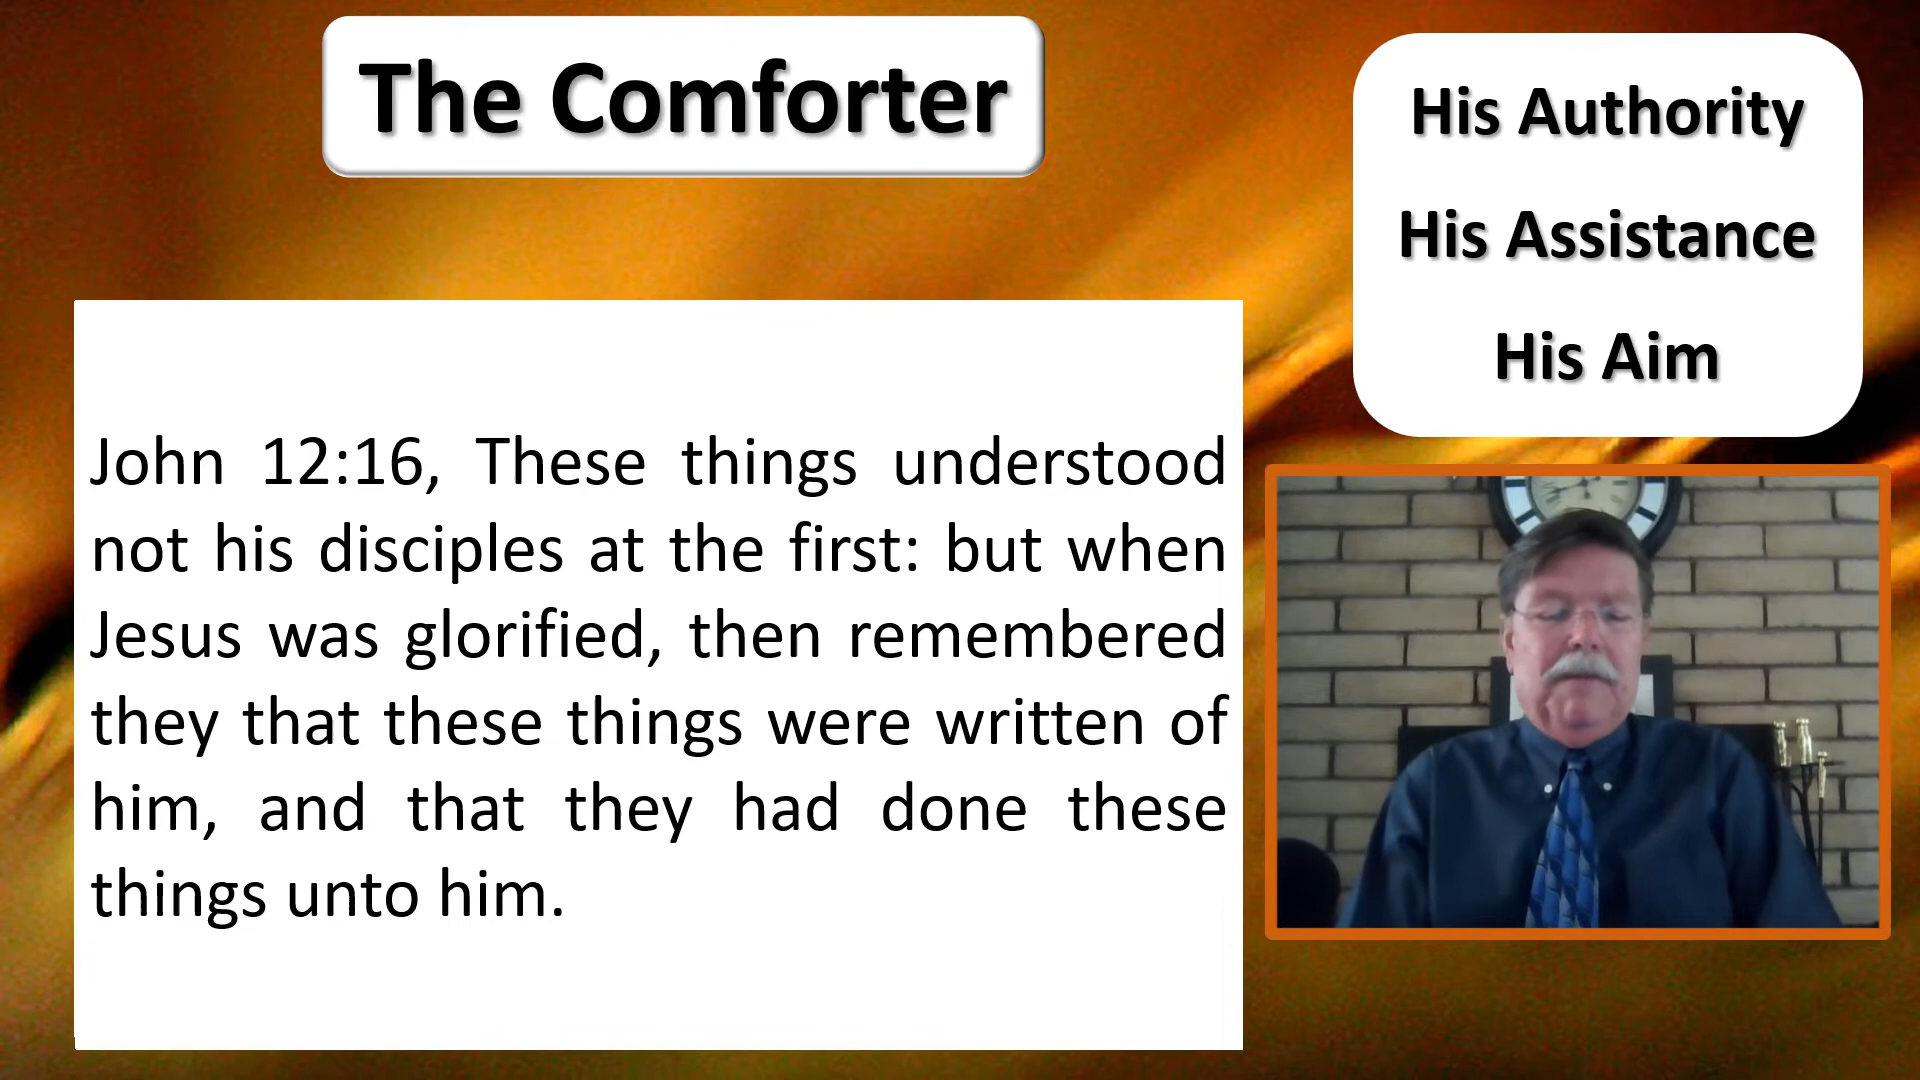 The Comforter
His Authority
His Assistance
His Aim
John 12:16, These things understood
not his disciples at the first: but when
Jesus was glorified, then remembered
they that these things were written of
him, and that they had done these
things unto him.